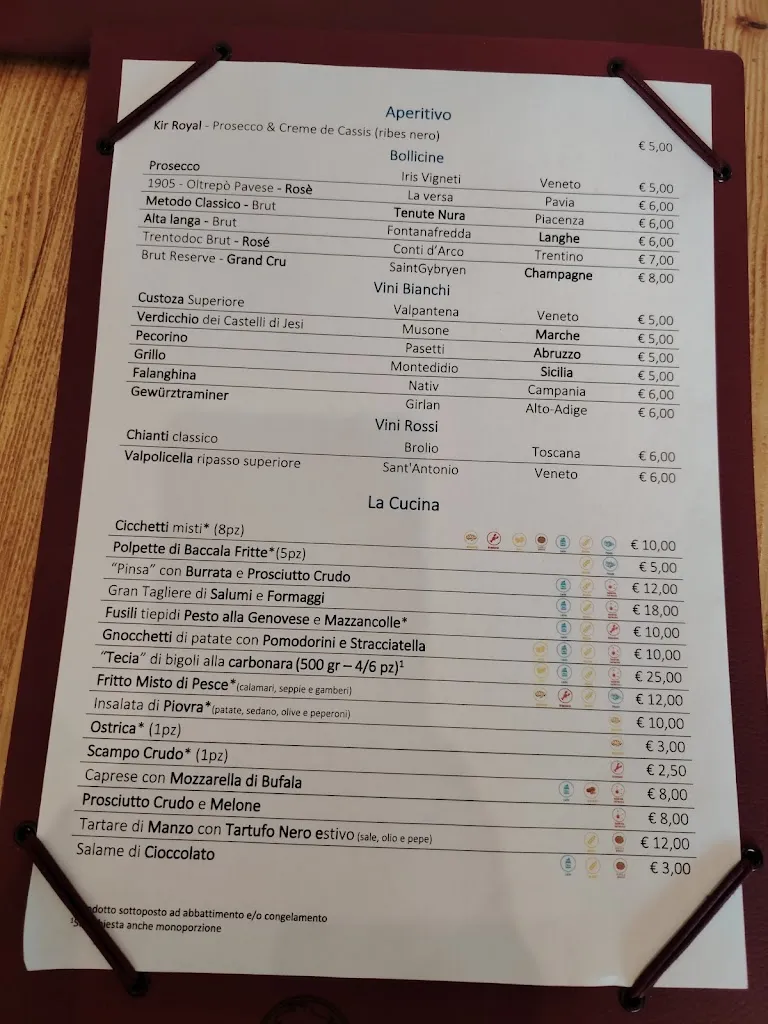 Aperitivo
Kir Royal - Prosecco & Creme de Cassis (ribes nero) € 5,00
Bollicine
Prosecco Iris Vigneti Veneto € 5,00
1905 - Oltrepò Pavese - Rosè La versa Pavia € 6,00
Metodo Classico - Brut Tenute Nura Piacenza € 6,00
Alta langa - Brut Fontanafredda Langhe € 6,00
Trentodoc Brut - Rosé Conti d'Arco Trentino € 7,00
Brut Reserve - Grand Cru SaintGybryen Champagne € 8,00
Vini Bianchi
Custoza Superiore Valpantena Veneto € 5,00
Verdicchio dei Castelli di Jesi Musone Marche € 5,00
Pecorino Pasetti Abruzzo € 5,00
Grillo Montedidio Sicilia € 5,00
Falanghina Nativ Campania € 6,00
Gewürztraminer Girlan Alto-Adige € 6,00
Vini Rossi
Chianti classico Brolio Toscana € 6,00
Valpolicella ripasso superiore Sant'Antonio Veneto € 6,00
La Cucina
Cicchetti misti* (8pz) € 10,00
Polpette di Baccala Fritte*(5pz) € 5,00
"Pinsa" con Burrata e Prosciutto Crudo € 12,00
Gran Tagliere di Salumi e Formaggi € 18,00
Fusili tiepidi Pesto alla Genovese e Mazzancolle* € 10,00
Gnocchetti di patate con Pomodorini e Stracciatella € 10,00
"Tecia" di bigoli alla carbonara (500 gr – 4/6 pz)¹ € 25,00
Fritto Misto di Pesce*(calamari, seppie e gamberi) € 12,00
Insalata di Piovra*(patate, sedano, olive e peperoni) € 10,00
Ostrica* (1pz) € 3,00
Scampo Crudo* (1pz) € 2,50
Caprese con Mozzarella di Bufala € 8,00
Prosciutto Crudo e Melone € 8,00
Tartare di Manzo con Tartufo Nero estivo (sale, olio e pepe) € 12,00
Salame di Cioccolato € 3,00
sottoposto ad abbattimento e/o congelamento
anche monoporzione